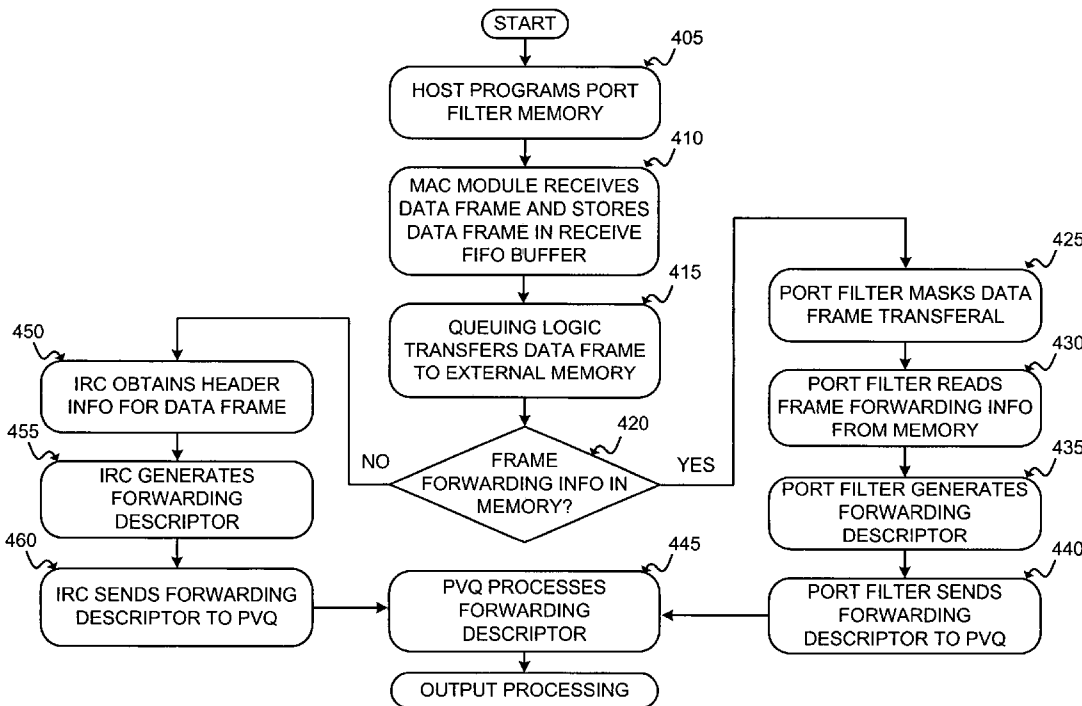 START
405
HOST PROGRAMS PORT
FILTER MEMORY
410
MAC MODULE RECEIVES
DATA FRAME AND STORES
DATA FRAME IN RECEIVE
FIFO BUFFER
415
QUEUING LOGIC
TRANSFERS DATA FRAME
TO EXTERNAL MEMORY
420
FRAME
FORWARDING INFO IN
MEMORY?
NO
YES
450
IRC OBTAINS HEADER
INFO FOR DATA FRAME
455
IRC GENERATES
FORWARDING
DESCRIPTOR
460
IRC SENDS FORWARDING
DESCRIPTOR TO PVQ
425
PORT FILTER MASKS DATA
FRAME TRANSFERAL
430
PORT FILTER READS
FRAME FORWARDING INFO
FROM MEMORY
435
PORT FILTER GENERATES
FORWARDING
DESCRIPTOR
440
PORT FILTER SENDS
FORWARDING
DESCRIPTOR TO PVQ
445
PVQ PROCESSES
FORWARDING
DESCRIPTOR
OUTPUT PROCESSING